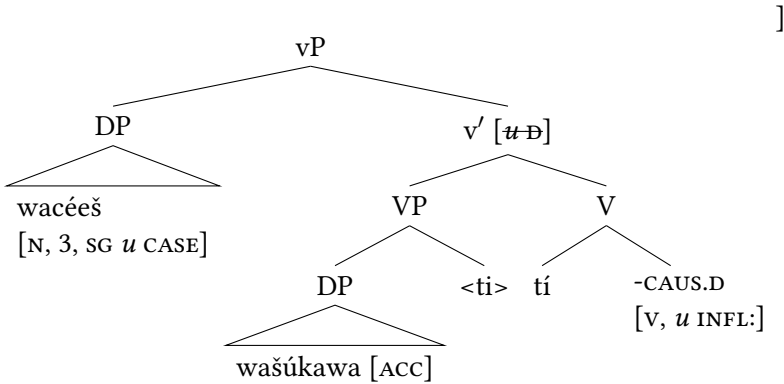 ]
vP
DP v′ [u D]
wacéeš
[N, 3, SG u CASE]
VP V
DP <ti> tí -CAUS.D
[V, u INFL:]
wašúkawa [ACC]